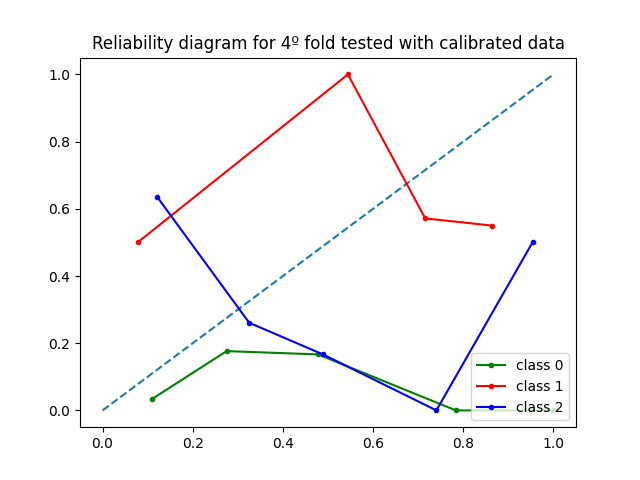 Reliability diagram for 4º fold tested with calibrated data
1.0
0.8
0.6
0.4
0.2
0.0
class 0
class 1
class 2
0.0 0.2 0.4 0.6 0.8 1.0